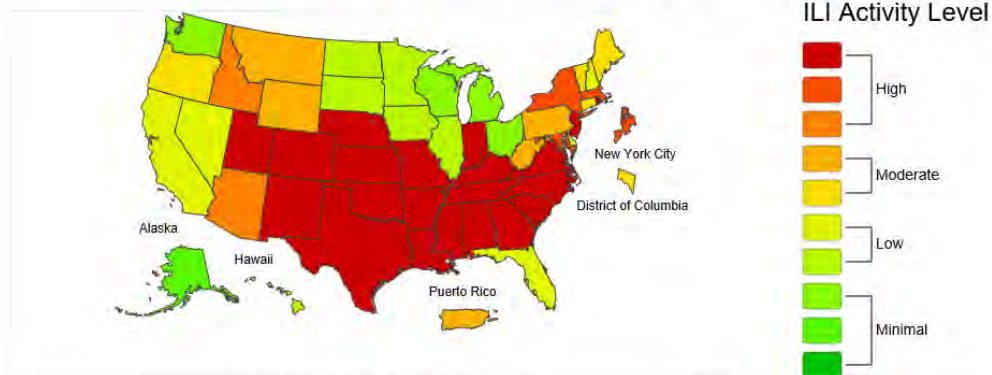 ILI Activity Level
High
Moderate
Low
Minimal
New York City
District of Columbia
Alaska
Hawaii
Puerto Rico